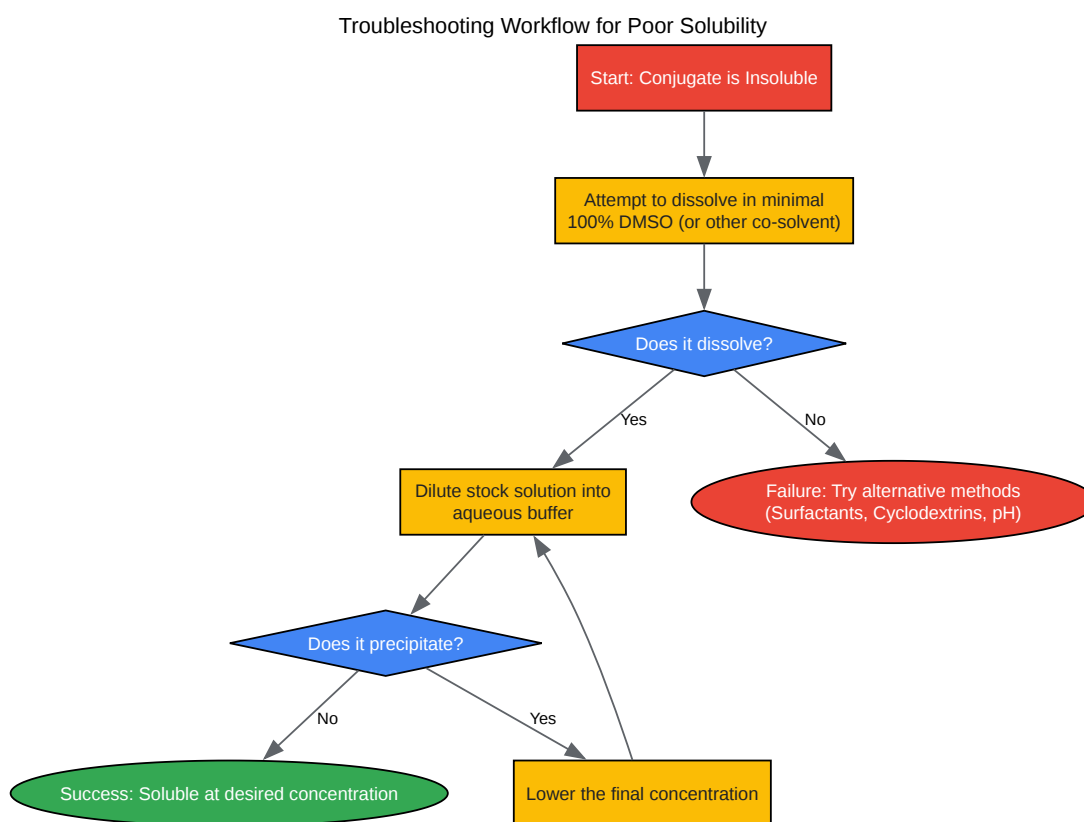 Troubleshooting Workflow for Poor Solubility
Start: Conjugate is Insoluble
Attempt to dissolve in minimal
100% DMSO (or other co-solvent)
Does it dissolve?
Yes
No
Dilute stock solution into
aqueous buffer
Failure: Try alternative methods
(Surfactants, Cyclodextrins, pH)
Does it precipitate?
No
Yes
Success: Soluble at desired concentration
Lower the final concentration